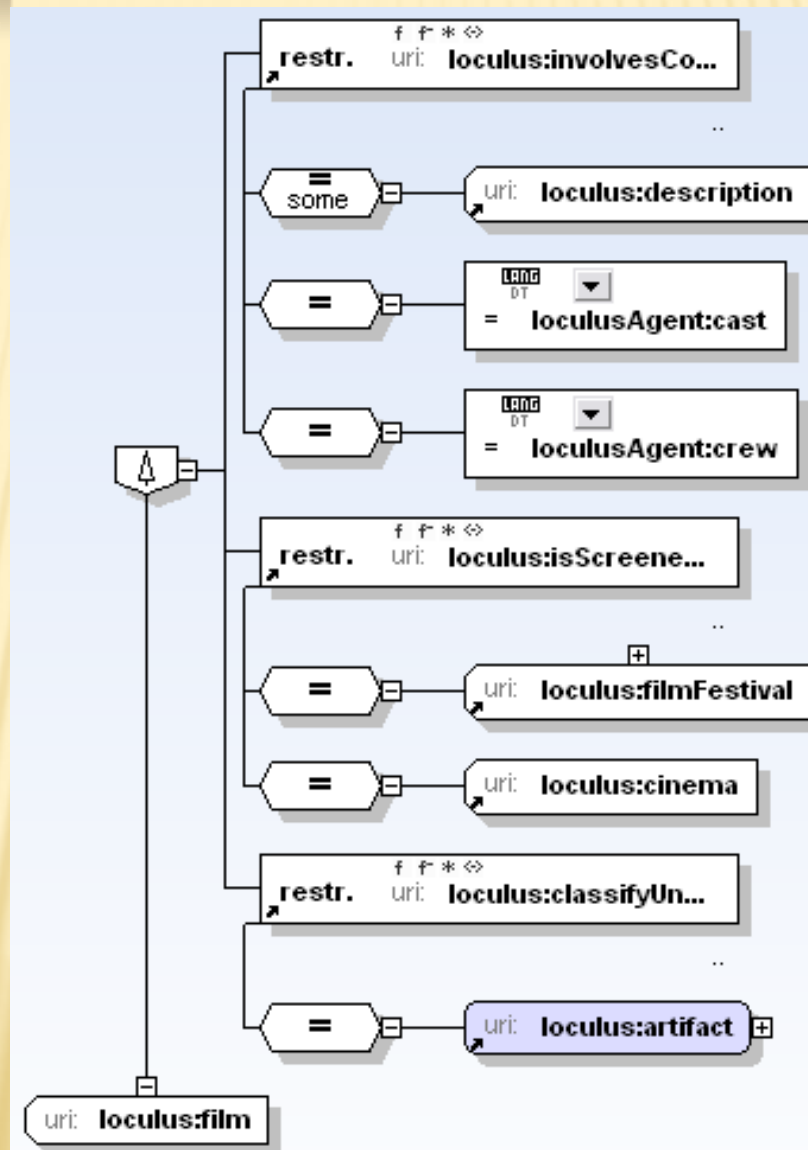 f f- * <->
restr. uri: loculus:involvesCo...
..
=
some
uri: loculus:description
LANG
DT
= = loculusAgent:cast
LANG
DT
= = loculusAgent:crew
f f- * <->
restr. uri: loculus:isScreene...
..
= uri: loculus:filmFestival
= uri: loculus:cinema
f f- * <->
restr. uri: loculus:classifyUn...
..
= uri: loculus:artifact
uri: loculus:film